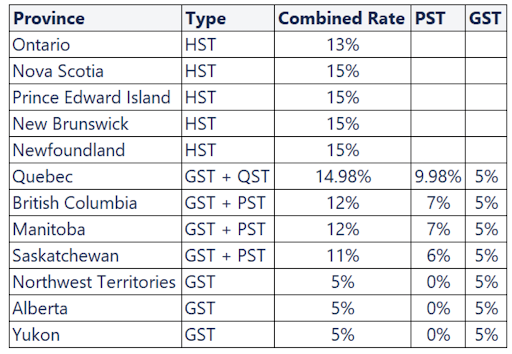 Province Type Combined Rate PST GST
Ontario HST 13%
Nova Scotia HST 15%
Prince Edward Island HST 15%
New Brunswick HST 15%
Newfoundland HST 15%
Quebec GST + QST 14.98% 9.98% 5%
British Columbia GST + PST 12% 7% 5%
Manitoba GST + PST 12% 7% 5%
Saskatchewan GST + PST 11% 6% 5%
Northwest Territories GST 5% 0% 5%
Alberta GST 5% 0% 5%
Yukon GST 5% 0% 5%